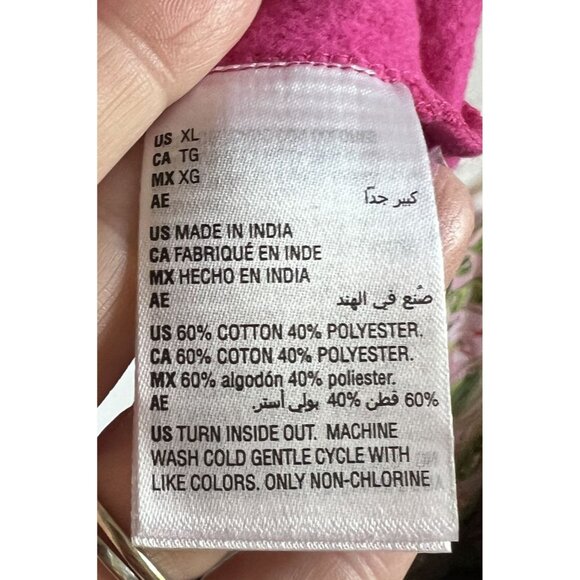 US XL
CA TG
MX XG
AE كبير جدًا
US MADE IN INDIA
CA FABRIQUÉ EN INDE
MX HECHO EN INDIA
AE صُنع في الهند
US 60% COTTON 40% POLYESTER.
CA 60% COTON 40% POLYESTER.
MX 60% algodón 40% poliester.
AE 60% قطن 40% بولي أستر.
US TURN INSIDE OUT. MACHINE
WASH COLD GENTLE CYCLE WITH
LIKE COLORS. ONLY NON-CHLORINE